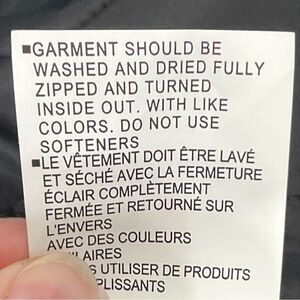 ▪GARMENT SHOULD BE
WASHED AND DRIED FULLY
ZIPPED AND TURNED
INSIDE OUT. WITH LIKE
COLORS. DO NOT USE
SOFTENERS
▪LE VÊTEMENT DOIT ÊTRE LAVÉ
ET SÉCHÉ AVEC LA FERMETURE
ÉCLAIR COMPLÈTEMENT
FERMÉE ET RETOURNÉ SUR
L'ENVERS
AVEC DES COULEURS
UTILISER DE PRODUITS